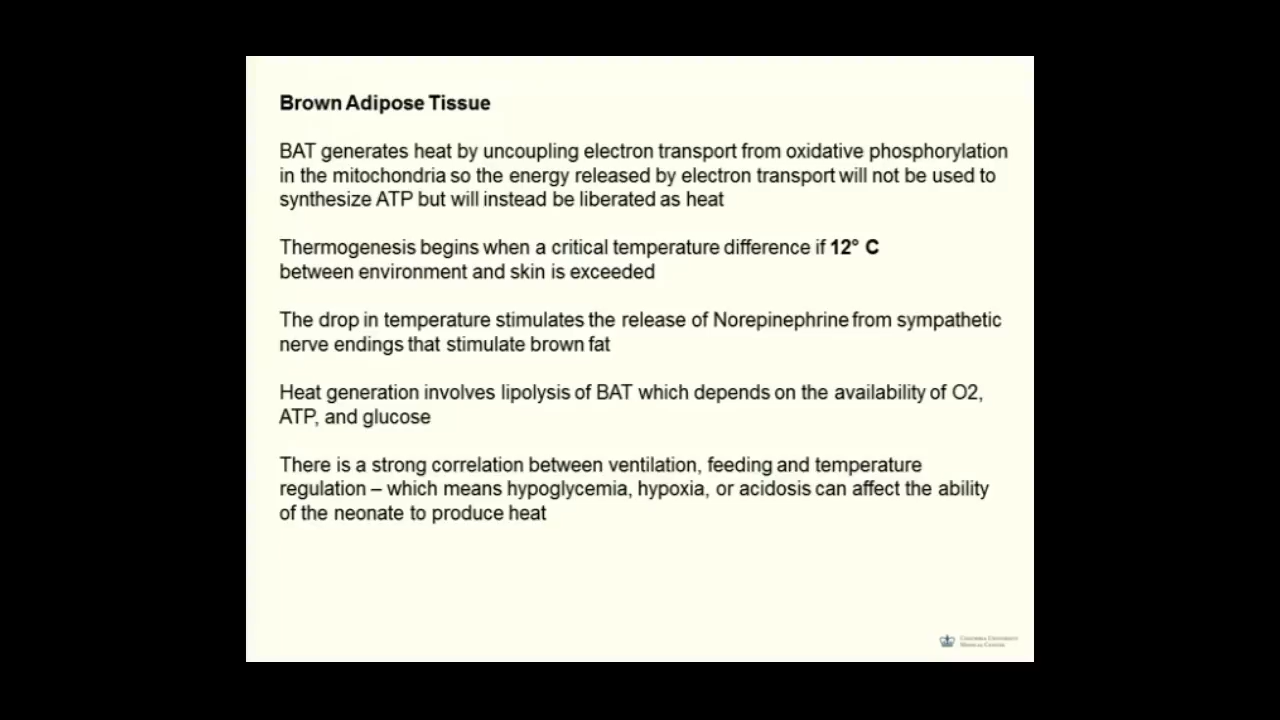 Brown Adipose Tissue
BAT generates heat by uncoupling electron transport from oxidative phosphorylation
in the mitochondria so the energy released by electron transport will not be used to
synthesize ATP but will instead be liberated as heat
Thermogenesis begins when a critical temperature difference if 12° C
between environment and skin is exceeded
The drop in temperature stimulates the release of Norepinephrine from sympathetic
nerve endings that stimulate brown fat
Heat generation involves lipolysis of BAT which depends on the availability of O2,
ATP, and glucose
There is a strong correlation between ventilation, feeding and temperature
regulation – which means hypoglycemia, hypoxia, or acidosis can affect the ability
of the neonate to produce heat
Columbia University
Medical Center